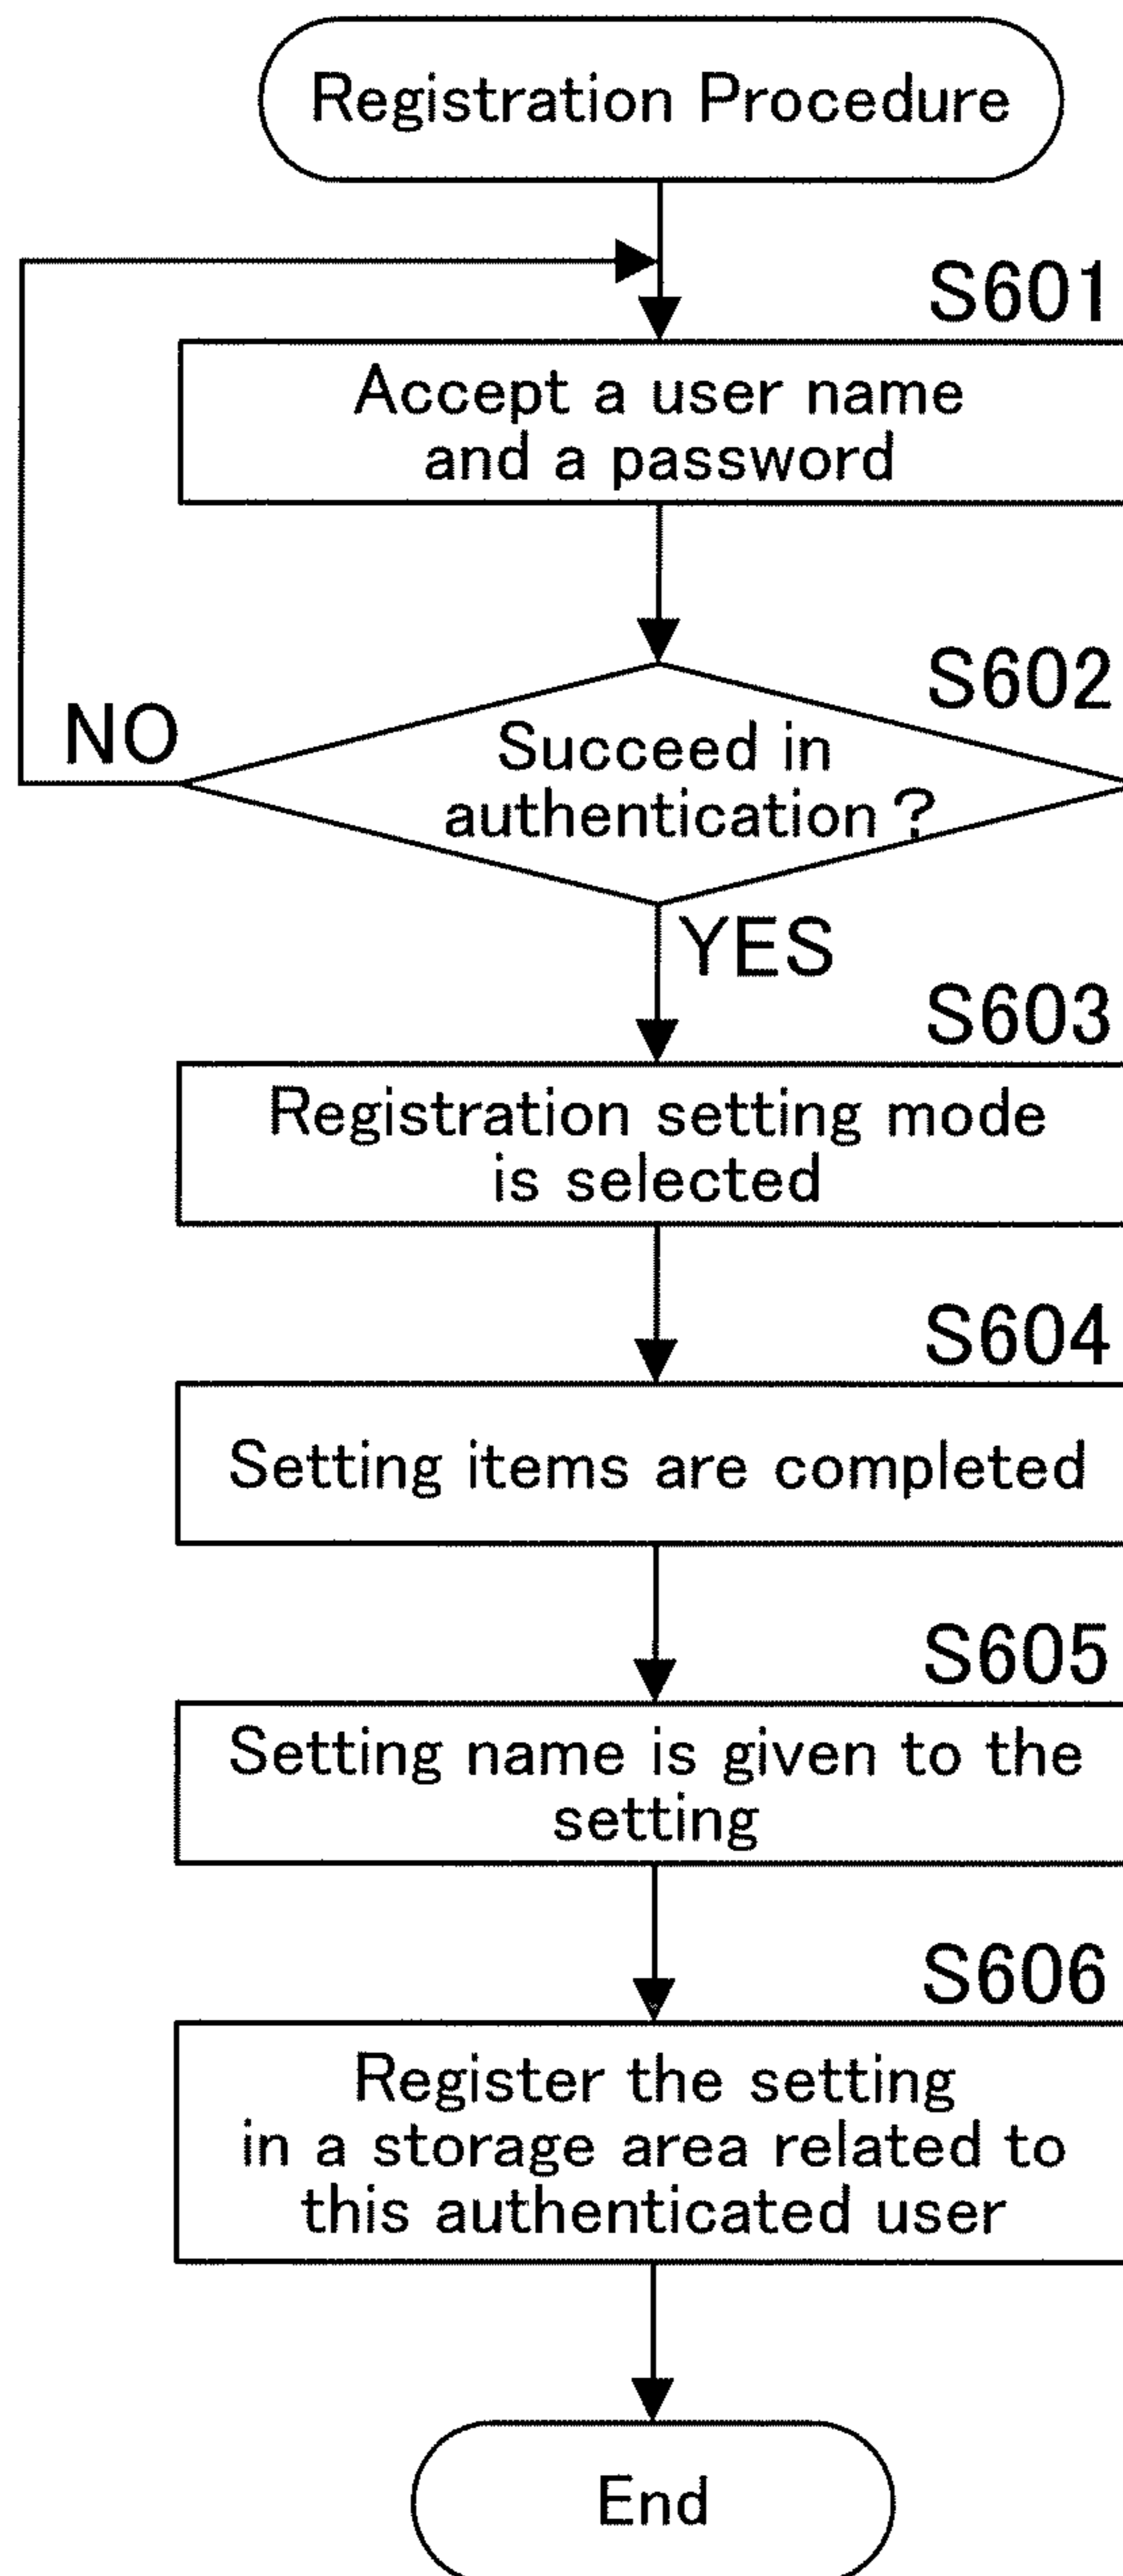 Registration Procedure
S601
Accept a user name
and a password
S602
NO
Succeed in
authentication?
YES
S603
Registration setting mode
is selected
S604
Setting items are completed
S605
Setting name is given to the
setting
S606
Register the setting
in a storage area related to
this authenticated user
End